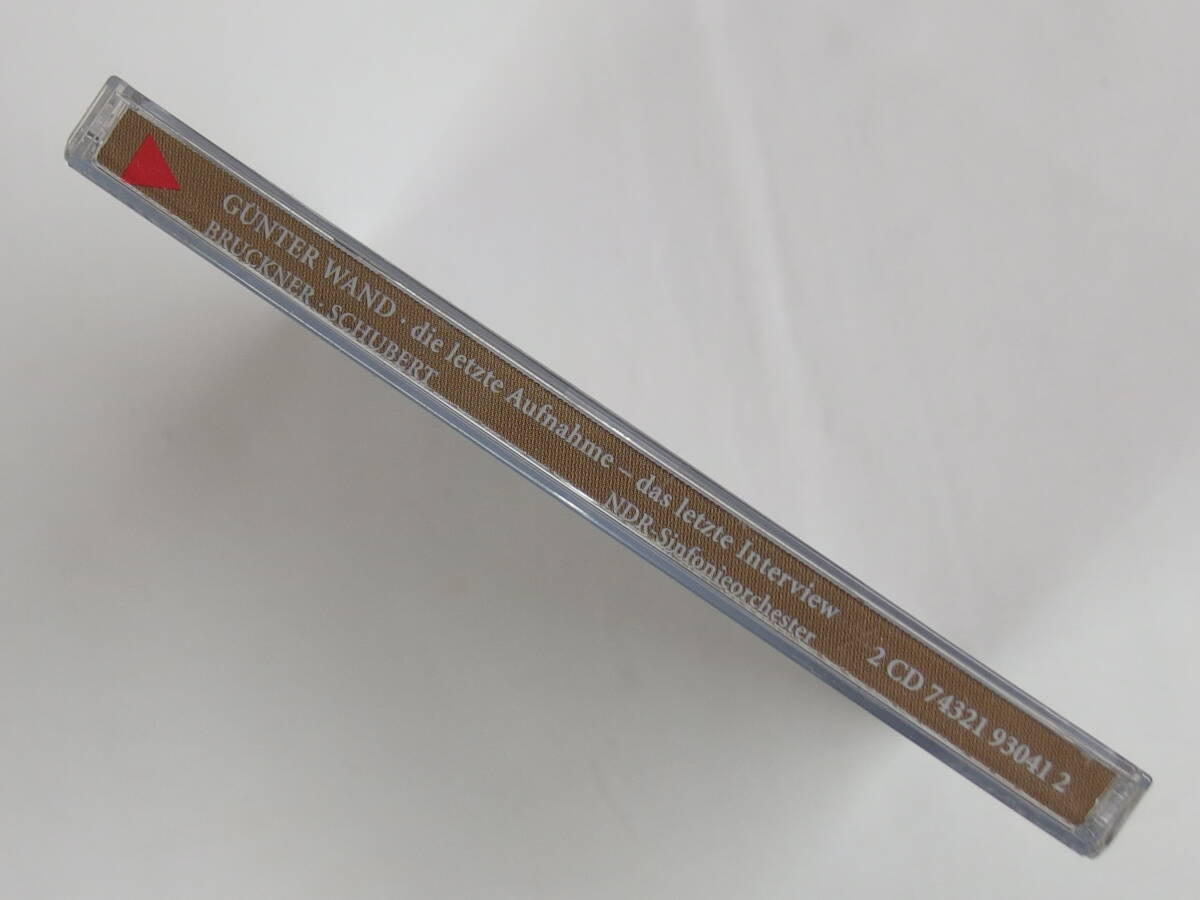 GÜNTER WAND · die letzte Aufnahme – das letzte Interview
BRUCKNER · SCHUBERT
NDR-Sinfonieorchester
2 CD 74321 93041 2